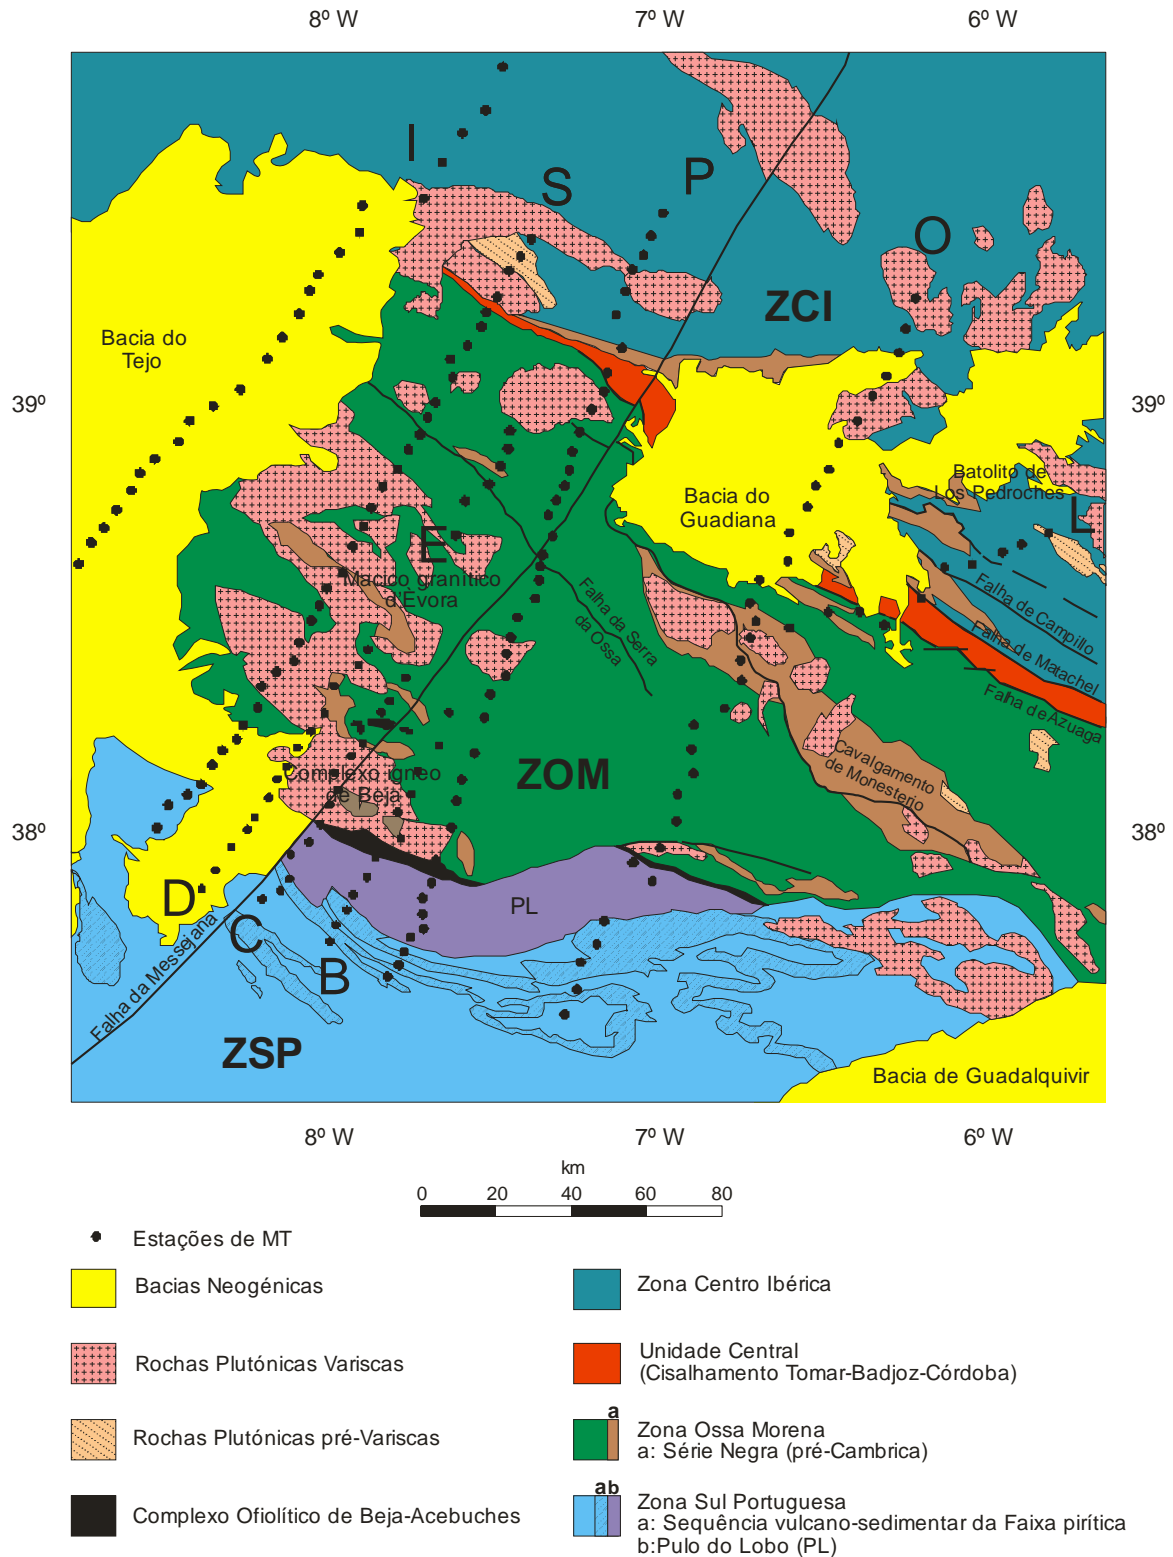 8º W 7º W 6º W
I
S
P
O
ZCI
Bacia do
Tejo
39º 39º
Batolito de
Los Pedroches
Bacia do
Guadiana
L
E
Macico granitico
d'Èvora
Falha da Serra
da Ossa
Falha de Campillo
Falha de Matachel
Falha de Azuaga
Cavalgamento
de Monesterio
ZOM
Complexo igneo
de Beja
38º 38º
D
C
B
PL
Falha da Messejana
ZSP
Bacia de Guadalquivir
8º W 7º W 6º W
km
0 20 40 60 80
Estações de MT
Bacias Neogénicas
Zona Centro Ibérica
Rochas Plutónicas Variscas
Unidade Central
(Cisalhamento Tomar-Badjoz-Córdoba)
Rochas Plutónicas pré-Variscas
a
Zona Ossa Morena
a: Série Negra (pré-Cambrica)
Complexo Ofiolítico de Beja-Acebuches
ab
Zona Sul Portuguesa
a: Sequência vulcano-sedimentar da Faixa pirítica
b:Pulo do Lobo (PL)